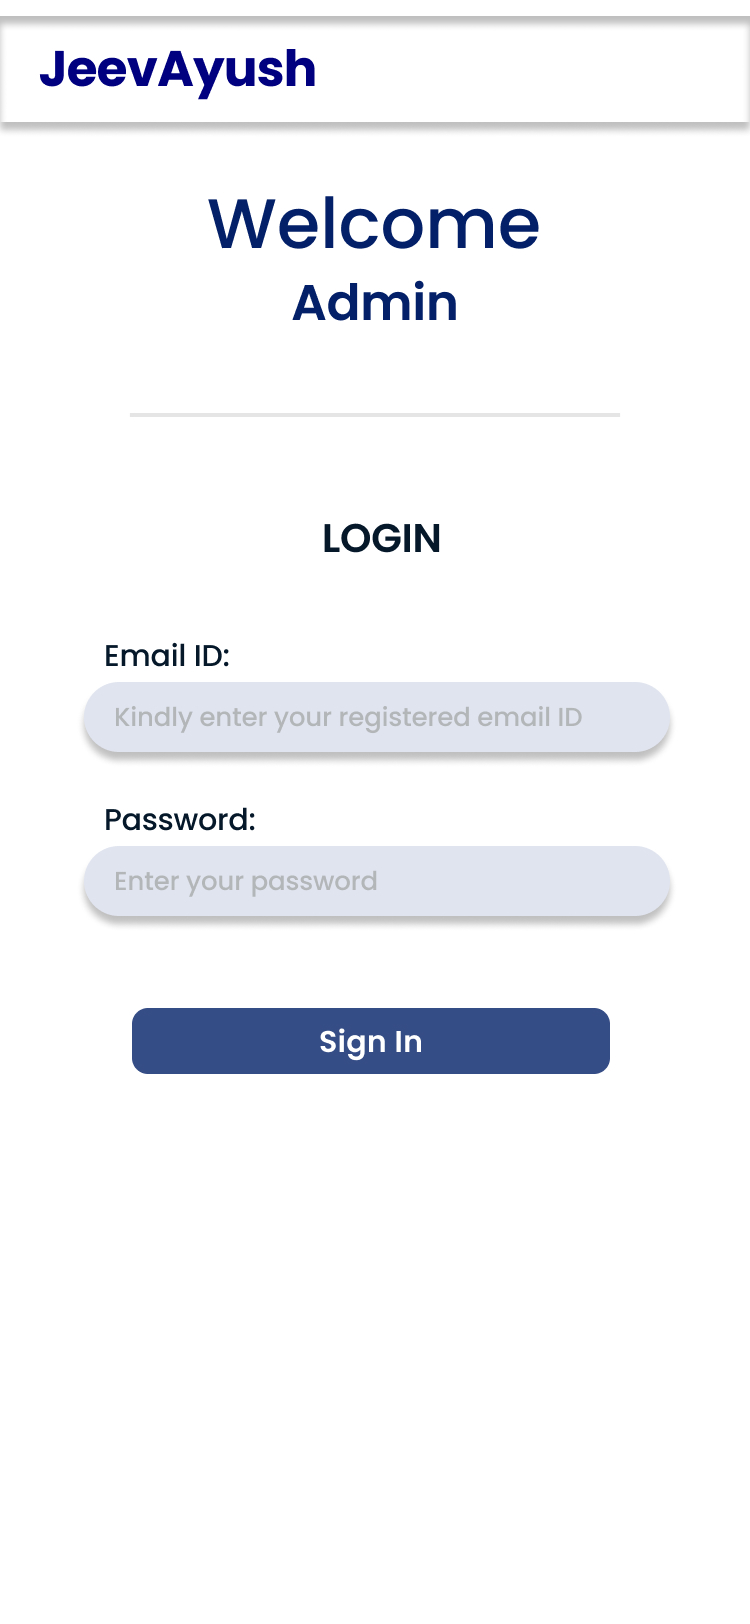 JeevAyush
Welcome
Admin
LOGIN
Email ID:
Kindly enter your registered email ID
Password:
Enter your password
Sign In